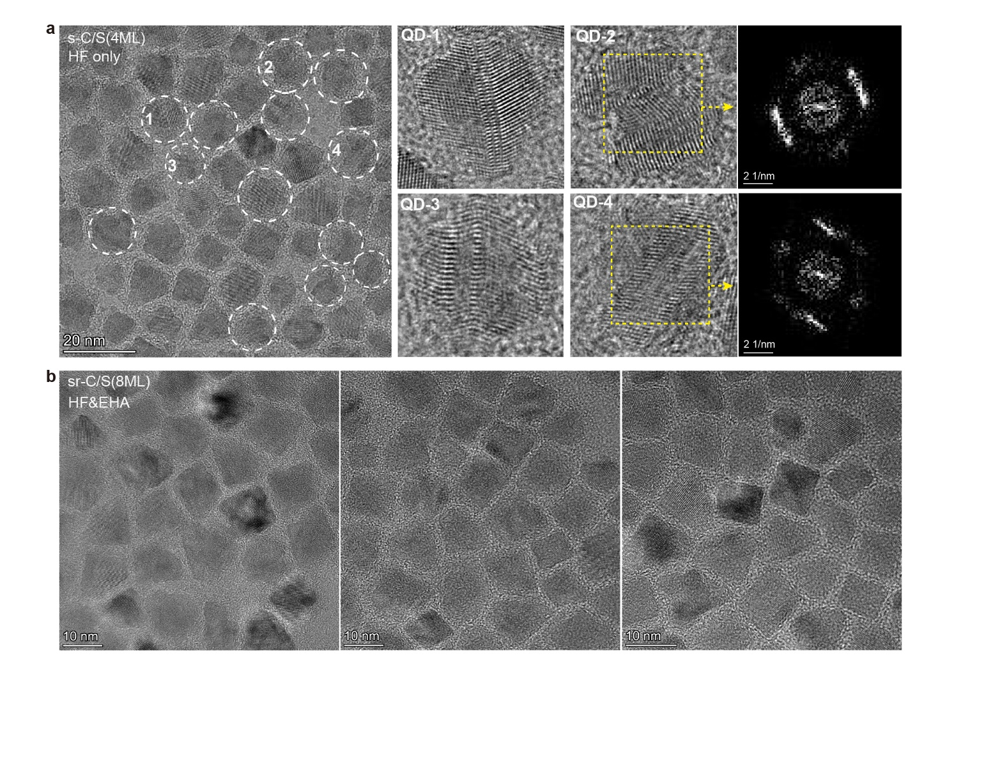 a
s-C/S(4ML)
HF only
1
2
3
4
20 nm
QD-1
QD-2
2 1/nm
QD-3
QD-4
2 1/nm
b
sr-C/S(8ML)
HF&EHA
10 nm
10 nm
10 nm